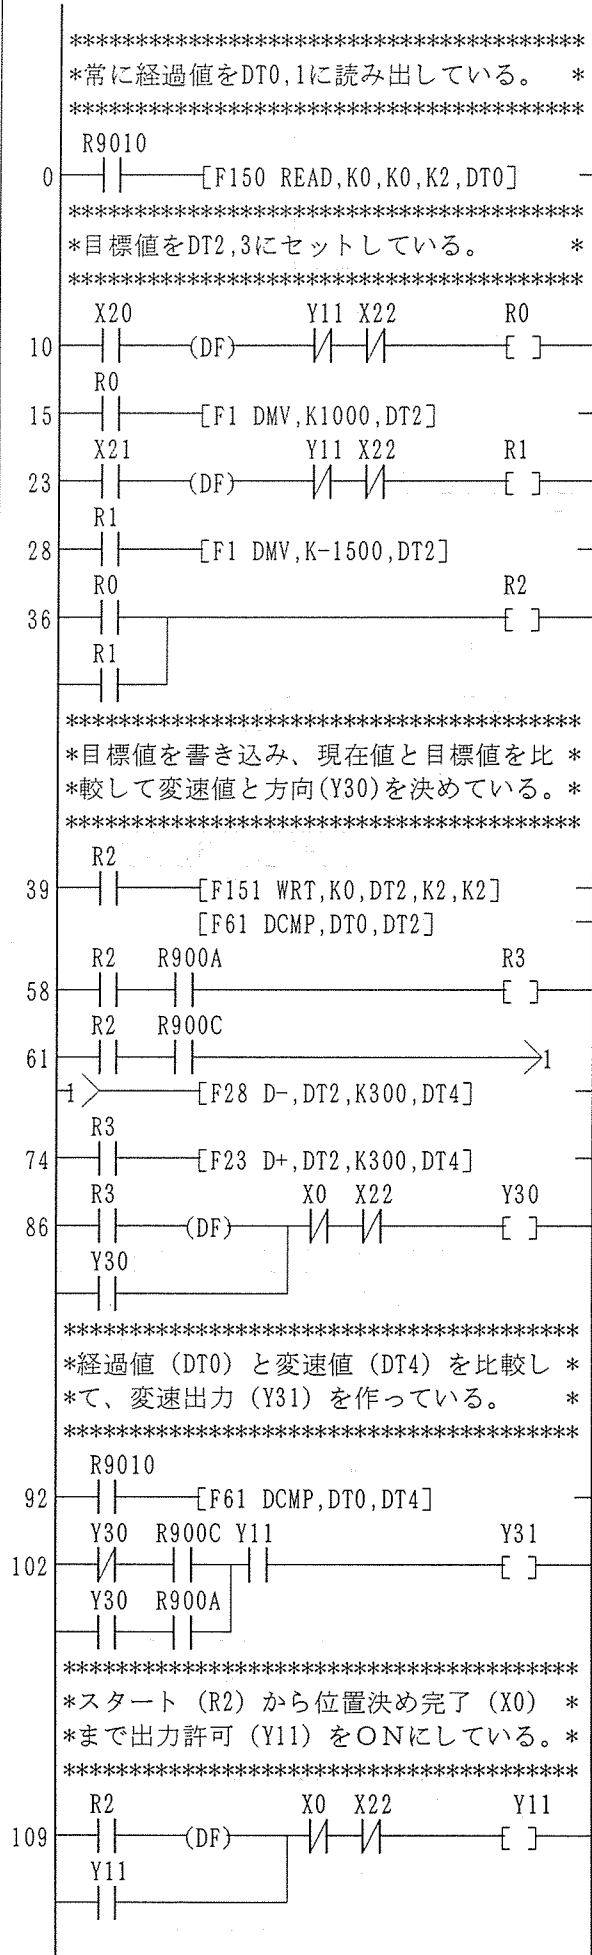 ***************************************
*常に経過値をDT0,1に読み出している。 *
***************************************
R9010
0 [F150 READ,K0,K0,K2,DT0]
***************************************
*目標値をDT2,3にセットしている。 *
***************************************
X20 Y11 X22 R0
10 (DF) [ ]
R0
15 [F1 DMV,K1000,DT2]
X21 Y11 X22 R1
23 (DF) [ ]
R1
28 [F1 DMV,K-1500,DT2]
R0 R2
36 [ ]
R1
***************************************
*目標値を書き込み、現在値と目標値を比 *
*較して変速値と方向(Y30)を決めている。*
***************************************
R2
39 [F151 WRT,K0,DT2,K2,K2]
[F61 DCMP,DT0,DT2]
R2 R900A R3
58 [ ]
R2 R900C
61 1
1 [F28 D-,DT2,K300,DT4]
R3
74 [F23 D+,DT2,K300,DT4]
R3 X0 X22 Y30
86 (DF) [ ]
Y30
***************************************
*経過値（DT0）と変速値（DT4）を比較し *
*て、変速出力（Y31）を作っている。 *
***************************************
R9010
92 [F61 DCMP,DT0,DT4]
Y30 R900C Y11 Y31
102 [ ]
Y30 R900A
***************************************
*スタート（R2）から位置決め完了（X0） *
*まで出力許可（Y11）をONにしている。*
***************************************
R2 X0 X22 Y11
109 (DF) [ ]
Y11